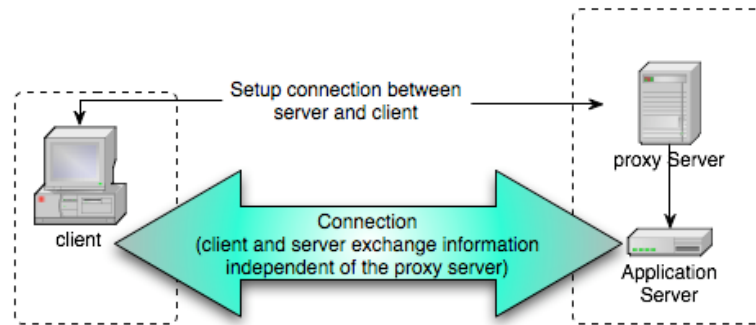 Setup connection between
server and client
proxy Server
client
Connection
(client and server exchange information
independent of the proxy server)
Application
Server